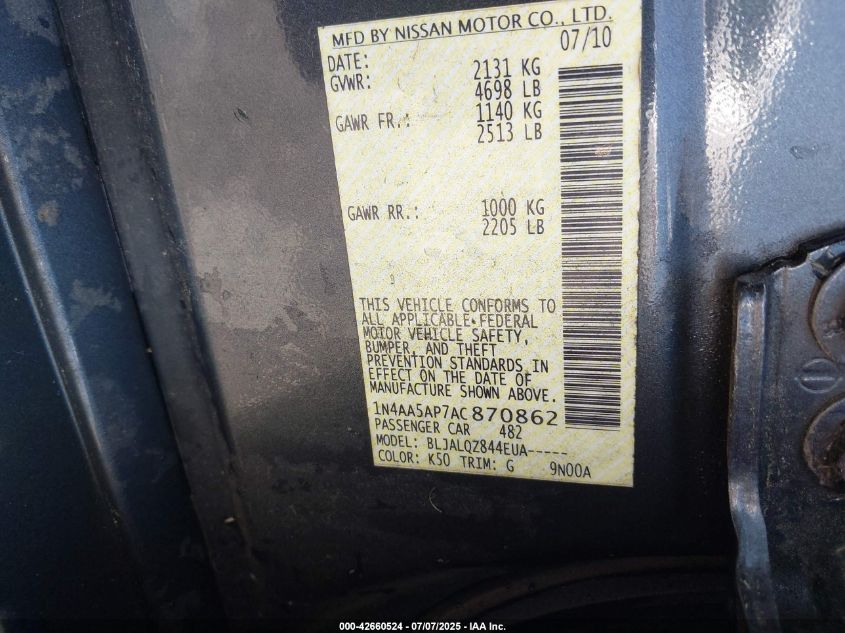 MFD BY NISSAN MOTOR CO., LTD.
DATE: 07/10
GVWR: 2131 KG
4698 LB
GAWR FR.: 1140 KG
2513 LB
GAWR RR.: 1000 KG
2205 LB
THIS VEHICLE CONFORMS TO
ALL APPLICABLE FEDERAL
MOTOR VEHICLE SAFETY,
BUMPER, AND THEFT
PREVENTION STANDARDS IN
EFFECT ON THE DATE OF
MANUFACTURE SHOWN ABOVE.
1N4AA5AP7AC870862
PASSENGER CAR 482
MODEL: BLJALQZ844EUA-----
COLOR: K50 TRIM: G 9N00A
000-42660524 | 07/07/2025 - IAA Inc.